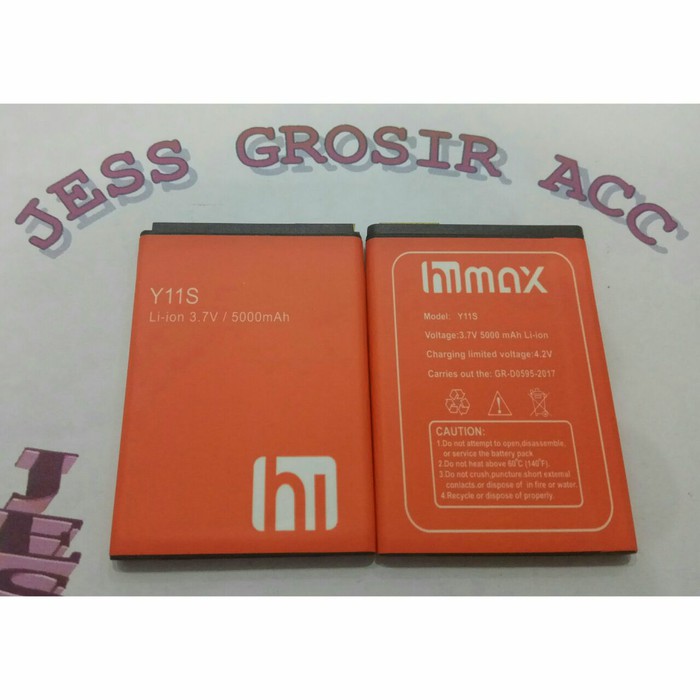 JESS GROSIR ACC
Y11S
Li-ion 3.7V / 5000mAh
hmax
Model: Y11S
Voltage:3.7V 5000 mAh Li-ion
Charging limited voltage:4.2V
Carries out the: GR-D0595-2017
CAUTION:
1.Do not attempt to open,disassemble,
or service the battery pack
2.Do not heat above 60°C (140°F).
3.Do not crush,puncture,short external
contacts,or dispose of in fire or water.
4.Recycle or dispose of properly.
JES